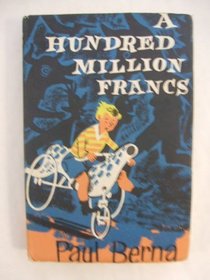 A
HUNDRED
MILLION
FRANCS
Paul Berna